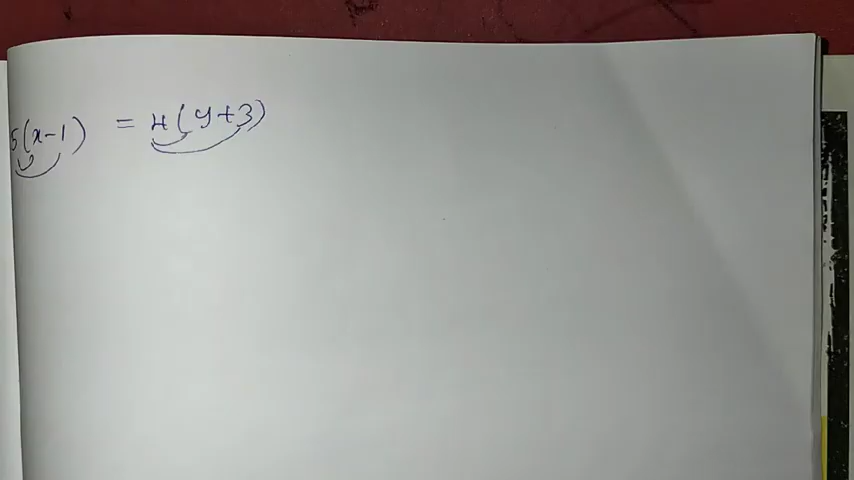 5(x-1) = 4(y+3)